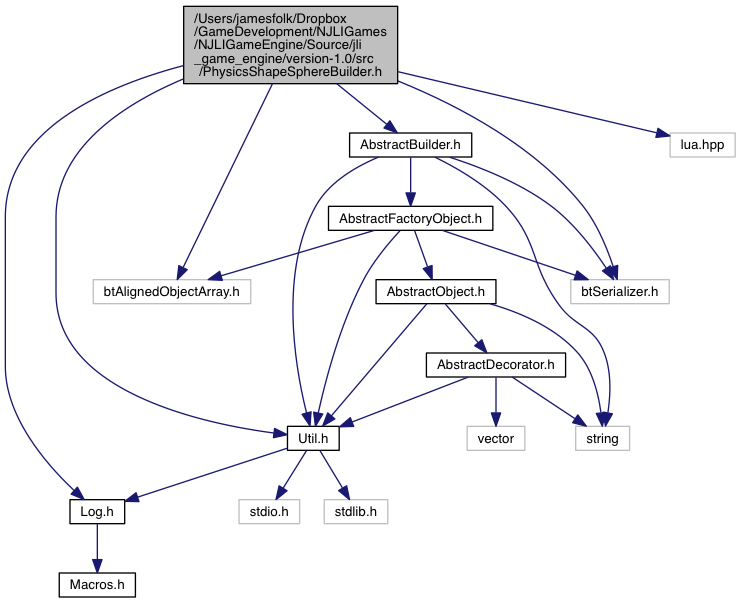 /Users/jamesfolk/Dropbox
/GameDevelopment/NJLIGames
/NJLIGameEngine/Source/jli
_game_engine/version-1.0/src
/PhysicsShapeSphereBuilder.h
AbstractBuilder.h
lua.hpp
AbstractFactoryObject.h
btAlignedObjectArray.h
AbstractObject.h
btSerializer.h
AbstractDecorator.h
Util.h
vector
string
Log.h
stdio.h
stdlib.h
Macros.h